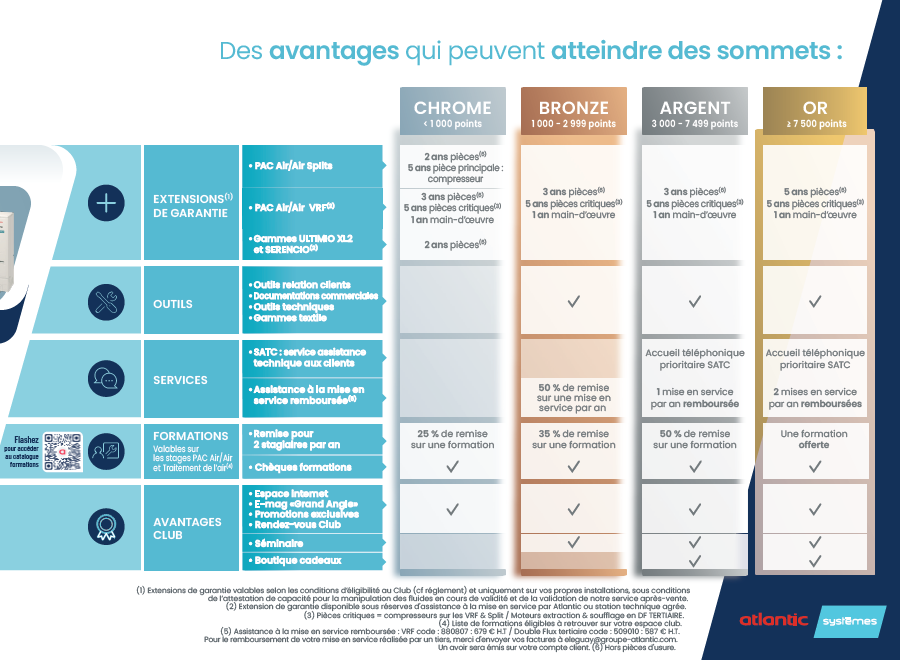 Des avantages qui peuvent atteindre des sommets :
CHROME
< 1 000 points
BRONZE
1 000 - 2 999 points
ARGENT
3 000 - 7 499 points
OR
≥ 7 500 points
EXTENSIONS(1)
DE GARANTIE
• PAC Air/Air Splits
• PAC Air/Air VRF(2)
• Gammes ULTIMIO XL2
et SERENCIO(2)
2 ans pièces(6)
5 ans pièce principale :
compresseur
3 ans pièces(6)
5 ans pièces critiques(3)
1 an main-d'œuvre
2 ans pièces(6)
3 ans pièces(6)
5 ans pièces critiques(3)
1 an main-d'œuvre
3 ans pièces(6)
5 ans pièces critiques(3)
1 an main-d'œuvre
5 ans pièces(6)
5 ans pièces critiques(3)
1 an main-d'œuvre
OUTILS
• Outils relation clients
• Documentations commerciales
• Outils techniques
• Gammes textile
SERVICES
• SATC : service assistance
technique aux clients
• Assistance à la mise en
service remboursée(5)
50 % de remise
sur une mise en
service par an
Accueil téléphonique
prioritaire SATC
1 mise en service
par an remboursée
Accueil téléphonique
prioritaire SATC
2 mises en service
par an remboursées
Flashez
pour accéder
au catalogue
formations
FORMATIONS
Valables sur
les stages PAC Air/Air
et Traitement de l'air(4)
• Remise pour
2 stagiaires par an
• Chèques formations
25 % de remise
sur une formation
35 % de remise
sur une formation
50 % de remise
sur une formation
Une formation
offerte
AVANTAGES
CLUB
• Espace internet
• E-mag «Grand Angle»
• Promotions exclusives
• Rendez-vous Club
• Séminaire
• Boutique cadeaux
(1) Extensions de garantie valables selon les conditions d'éligibilité au Club (cf réglement) et uniquement sur vos propres installations, sous conditions
de l'attestation de capacité pour la manipulation des fluides en cours de validité et de la validation de notre service après-vente.
(2) Extension de garantie disponible sous réserves d'assistance à la mise en service par Atlantic ou station technique agrée.
(3) Pièces critiques = compresseurs sur les VRF & Split / Moteurs extraction & soufflage en DF TERTIAIRE.
(4) Liste de formations éligibles à retrouver sur votre espace club.
(5) Assistance à la mise en service remboursée : VRF code : 880807 : 679 € H.T / Double Flux tertiaire code : 509010 : 587 € H.T.
Pour le remboursement de votre mise en service réalisée par un tiers, merci d'envoyer vos factures à eleguay@groupe-atlantic.com.
Un avoir sera émis sur votre compte client. (6) Hors pièces d'usure.
atlantic
systèmes